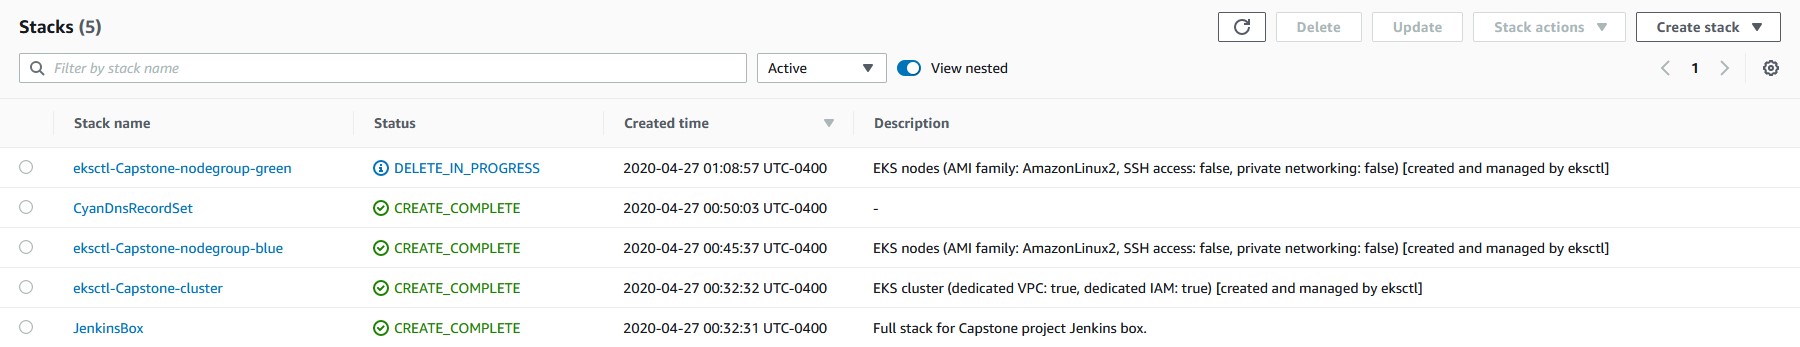 Stacks (5)
Delete Update Stack actions Create stack
Filter by stack name Active View nested 1
Stack name Status Created time Description
eksctl-Capstone-nodegroup-green DELETE_IN_PROGRESS 2020-04-27 01:08:57 UTC-0400 EKS nodes (AMI family: AmazonLinux2, SSH access: false, private networking: false) [created and managed by eksctl]
CyanDnsRecordSet CREATE_COMPLETE 2020-04-27 00:50:03 UTC-0400 -
eksctl-Capstone-nodegroup-blue CREATE_COMPLETE 2020-04-27 00:45:37 UTC-0400 EKS nodes (AMI family: AmazonLinux2, SSH access: false, private networking: false) [created and managed by eksctl]
eksctl-Capstone-cluster CREATE_COMPLETE 2020-04-27 00:32:32 UTC-0400 EKS cluster (dedicated VPC: true, dedicated IAM: true) [created and managed by eksctl]
JenkinsBox CREATE_COMPLETE 2020-04-27 00:32:31 UTC-0400 Full stack for Capstone project Jenkins box.